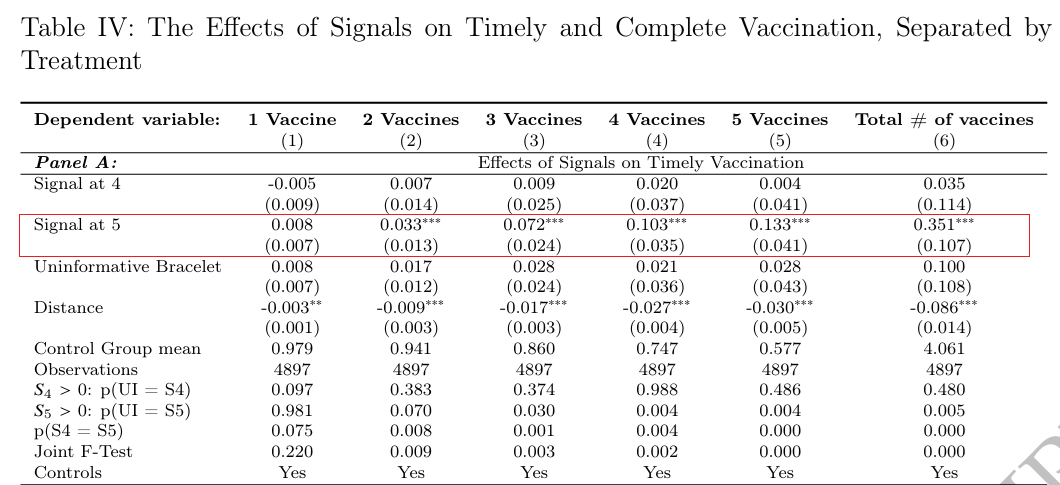 Table IV: The Effects of Signals on Timely and Complete Vaccination, Separated by
Treatment
Dependent variable: 1 Vaccine 2 Vaccines 3 Vaccines 4 Vaccines 5 Vaccines Total # of vaccines
(1) (2) (3) (4) (5) (6)
Panel A: Effects of Signals on Timely Vaccination
Signal at 4 -0.005 0.007 0.009 0.020 0.004 0.035
(0.009) (0.014) (0.025) (0.037) (0.041) (0.114)
Signal at 5 0.008 0.033*** 0.072*** 0.103*** 0.133*** 0.351***
(0.007) (0.013) (0.024) (0.035) (0.041) (0.107)
Uninformative Bracelet 0.008 0.017 0.028 0.021 0.028 0.100
(0.007) (0.012) (0.024) (0.036) (0.043) (0.108)
Distance -0.003** -0.009*** -0.017*** -0.027*** -0.030*** -0.086***
(0.001) (0.003) (0.003) (0.004) (0.005) (0.014)
Control Group mean 0.979 0.941 0.860 0.747 0.577 4.061
Observations 4897 4897 4897 4897 4897 4897
S₄ > 0: p(UI = S4) 0.097 0.383 0.374 0.988 0.486 0.480
S₅ > 0: p(UI = S5) 0.981 0.070 0.030 0.004 0.004 0.005
p(S4 = S5) 0.075 0.008 0.001 0.004 0.000 0.000
Joint F-Test 0.220 0.009 0.003 0.002 0.000 0.000
Controls Yes Yes Yes Yes Yes Yes